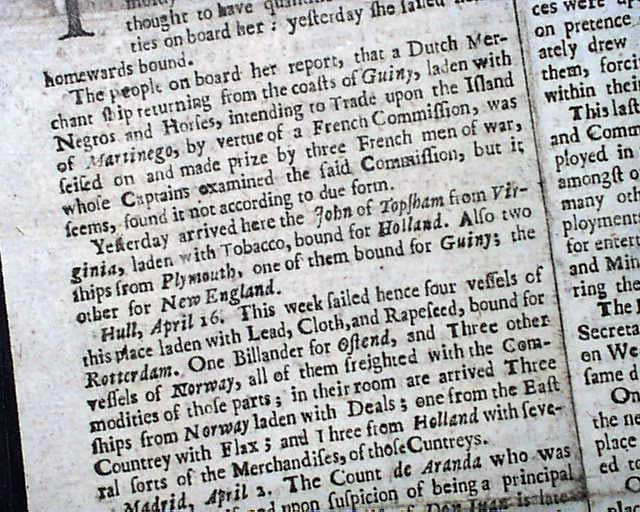 thought to have
ties on board her : yesterday she sailed
homewards bound.
The people on board her report, that a Dutch Mer-
chant ſhip returning from the coaſts of Guiny, laden with
Negros and Horſes, intending to Trade upon the Iſland
of Martinego, by vertue of a French Commiſſion, was
ſeiſed on and made prize by three French men of war,
whoſe Captains examined the ſaid Commiſſion, but it
ſeems, found it not according to due form.
Yeſterday arrived here the John of Topſham from Vir-
ginia, laden with Tobacco, bound for Holland. Alſo two
ſhips from Plymouth, one of them bound for Guiny; the
other for New England.
Hull, April 16. This week ſailed hence four veſſels of
this place laden with Lead, Cloth, and Rapeſeed, bound for
Rotterdam. One Billander for Oſtend, and Three other
veſſels of Norway, all of them freighted with the Com-
modities of thoſe parts; in their room are arrived Three
ſhips from Norway laden with Deals; one from the Eaſt
Countrey with Flax; and Three from Holland with ſeve-
ral ſorts of the Merchandiſes, of thoſe Cuntreys.
Madrid, April 2. The Count de Aranda who was
upon ſuſpicion of being a principal
Don Juan is late
ces were
on pretence
ately drew
them, forci
within thei
This laſt
and Comm
ployed in
amongſt o
many oth
ployment
for entert
and Min
ring the
The
Secreta
on We
ſame d
On
the ne
place
ed to